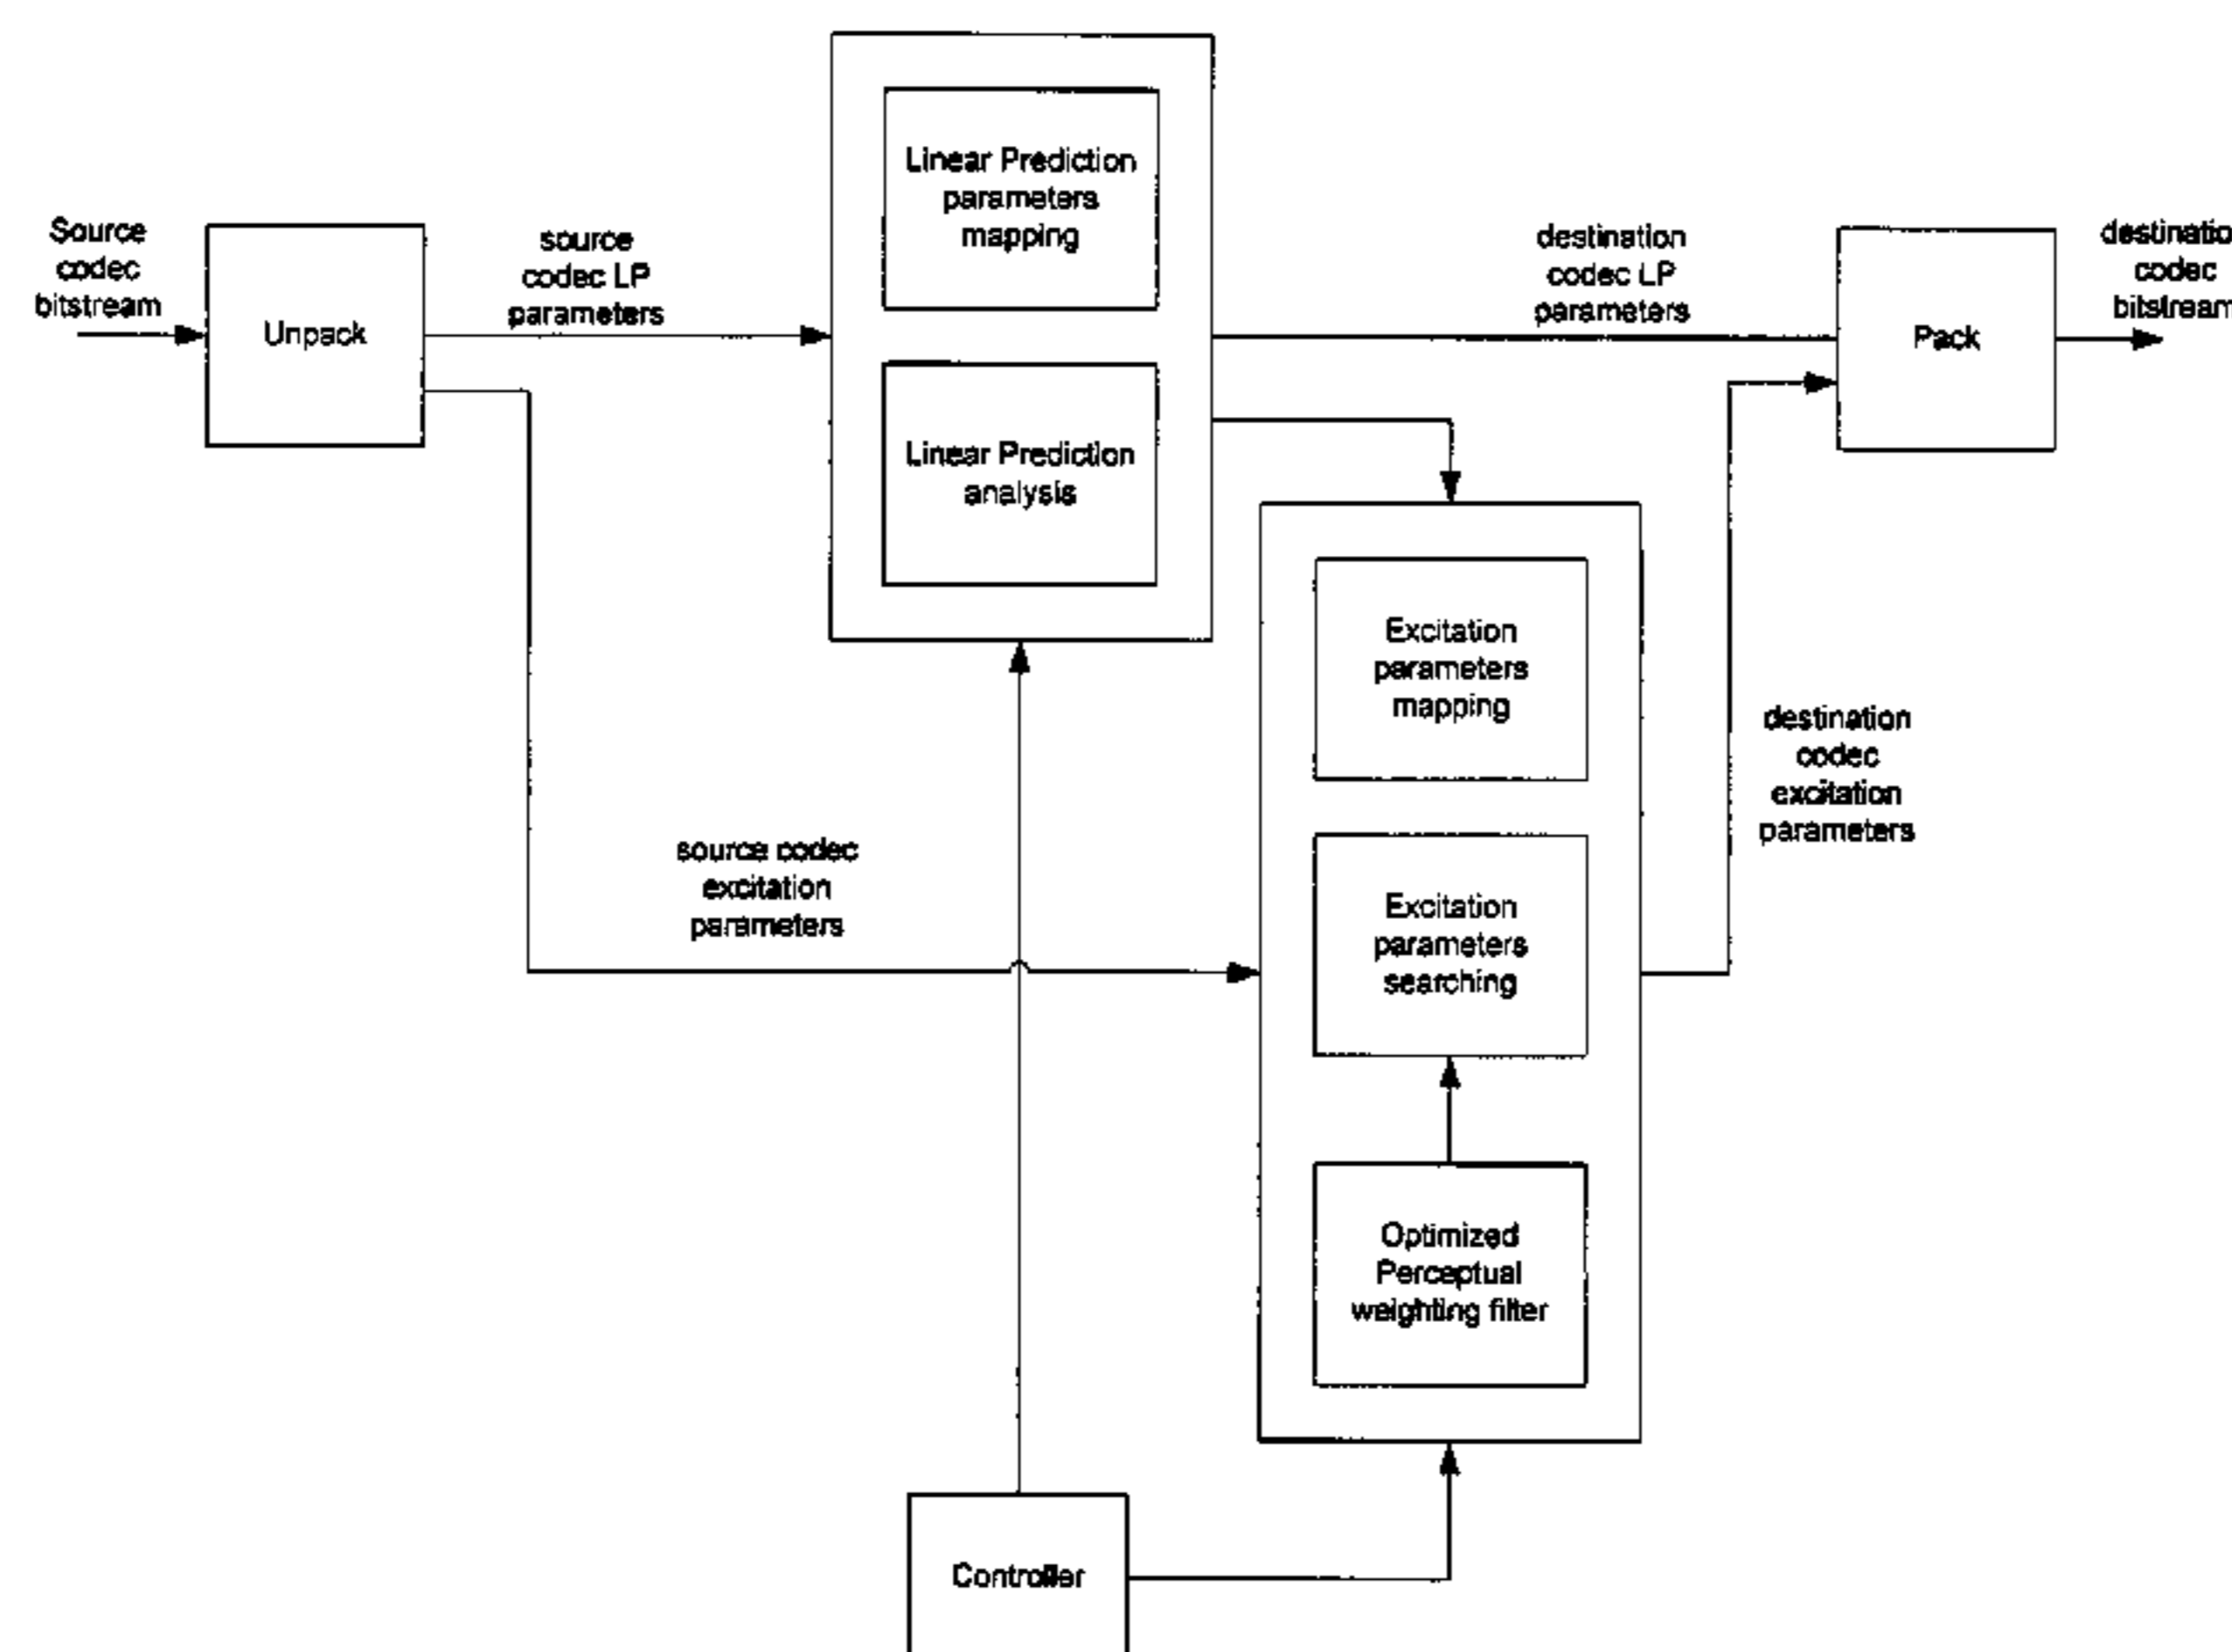 Source
codec
bitstream
Unpack
source
codec LP
parameters
Linear Prediction
parameters
mapping
Linear Prediction
analysis
destination
codec LP
parameters
Pack
destinatio
codec
bitstream
Excitation
parameters
mapping
destination
codec
excitation
parameters
source codec
excitation
parameters
Excitation
parameters
searching
Optimized
Perceptual
weighting filter
Controller